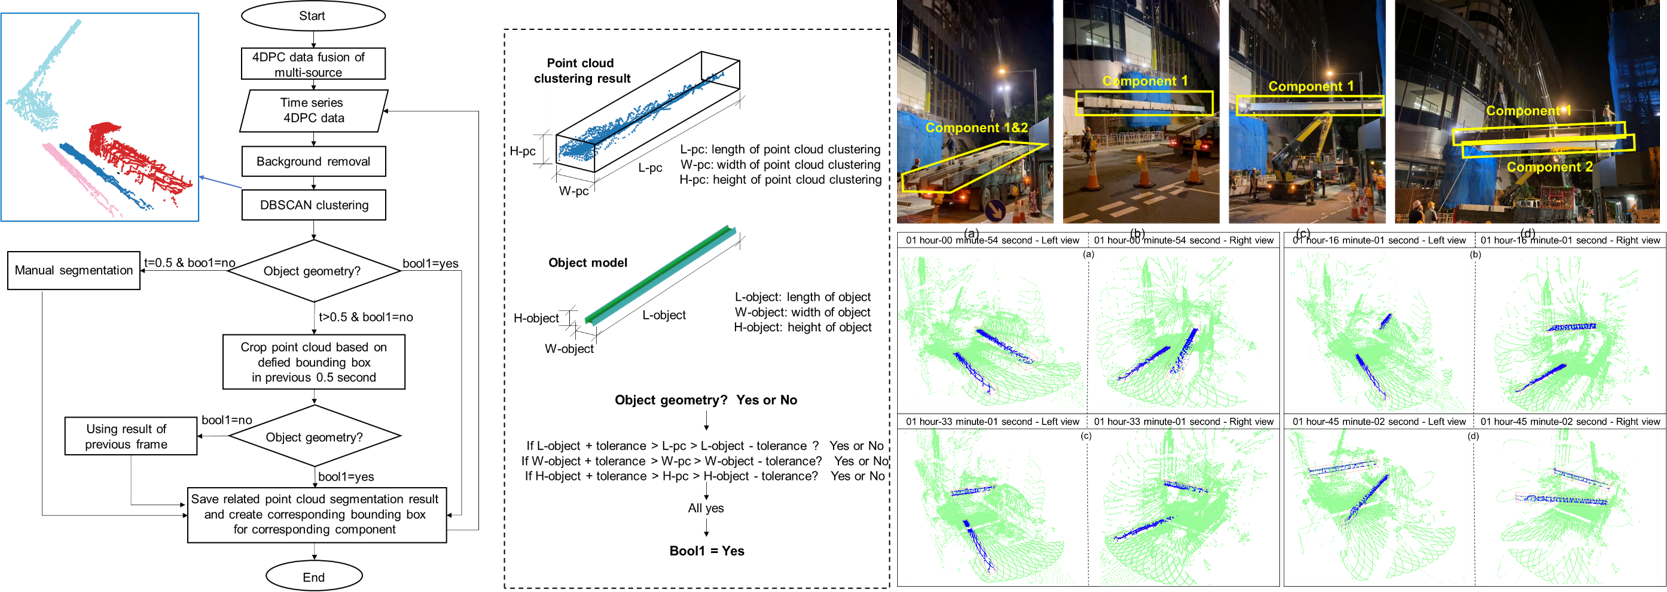 Start
4DPC data fusion of
multi-source
Time series
4DPC data
Background removal
DBSCAN clustering
Manual segmentation
t=0.5 & boo1=no
Object geometry?
bool1=yes
t>0.5 & bool1=no
Crop point cloud based on
defied bounding box
in previous 0.5 second
Using result of
previous frame
bool1=no
Object geometry?
bool1=yes
Save related point cloud segmentation result
and create corresponding bounding box
for corresponding component
End
Point cloud
clustering result
H-pc
W-pc
L-pc
L-pc: length of point cloud clustering
W-pc: width of point cloud clustering
H-pc: height of point cloud clustering
Object model
H-object
W-object
L-object
L-object: length of object
W-object: width of object
H-object: height of object
Object geometry? Yes or No
If L-object + tolerance > L-pc > L-object - tolerance ? Yes or No
If W-object + tolerance > W-pc > W-object - tolerance? Yes or No
If H-object + tolerance > H-pc > H-object - tolerance? Yes or No
All yes
Bool1 = Yes
Component 1&2
Component 1
Component 1
Component 1
Component 2
(a)
(b)
(c)
(d)
01 hour-00 minute-54 second - Left view
01 hour-00 minute-54 second - Right view
(a)
01 hour-16 minute-01 second - Left view
01 hour-16 minute-01 second - Right view
(b)
01 hour-33 minute-01 second - Left view
01 hour-33 minute-01 second - Right view
(c)
01 hour-45 minute-02 second - Left view
01 hour-45 minute-02 second - Right view
(d)